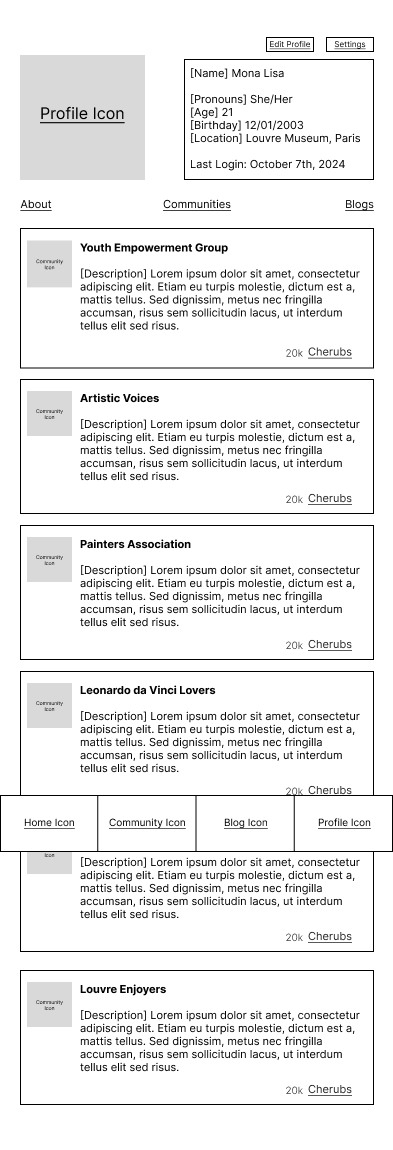 Edit Profile
Settings
Profile Icon
[Name] Mona Lisa
[Pronouns] She/Her
[Age] 21
[Birthday] 12/01/2003
[Location] Louvre Museum, Paris
Last Login: October 7th, 2024
About
Communities
Blogs
Community
Icon
Youth Empowerment Group
[Description] Lorem ipsum dolor sit amet, consectetur
adipiscing elit. Etiam eu turpis molestie, dictum est a,
mattis tellus. Sed dignissim, metus nec fringilla
accumsan, risus sem sollicitudin lacus, ut interdum
tellus elit sed risus.
20k Cherubs
Community
Icon
Artistic Voices
[Description] Lorem ipsum dolor sit amet, consectetur
adipiscing elit. Etiam eu turpis molestie, dictum est a,
mattis tellus. Sed dignissim, metus nec fringilla
accumsan, risus sem sollicitudin lacus, ut interdum
tellus elit sed risus.
20k Cherubs
Community
Icon
Painters Association
[Description] Lorem ipsum dolor sit amet, consectetur
adipiscing elit. Etiam eu turpis molestie, dictum est a,
mattis tellus. Sed dignissim, metus nec fringilla
accumsan, risus sem sollicitudin lacus, ut interdum
tellus elit sed risus.
20k Cherubs
Community
Icon
Leonardo da Vinci Lovers
[Description] Lorem ipsum dolor sit amet, consectetur
adipiscing elit. Etiam eu turpis molestie, dictum est a,
mattis tellus. Sed dignissim, metus nec fringilla
accumsan, risus sem sollicitudin lacus, ut interdum
tellus elit sed risus.
20k Cherubs
Home Icon
Community Icon
Blog Icon
Profile Icon
Icon
[Description] Lorem ipsum dolor sit amet, consectetur
adipiscing elit. Etiam eu turpis molestie, dictum est a,
mattis tellus. Sed dignissim, metus nec fringilla
accumsan, risus sem sollicitudin lacus, ut interdum
tellus elit sed risus.
20k Cherubs
Community
Icon
Louvre Enjoyers
[Description] Lorem ipsum dolor sit amet, consectetur
adipiscing elit. Etiam eu turpis molestie, dictum est a,
mattis tellus. Sed dignissim, metus nec fringilla
accumsan, risus sem sollicitudin lacus, ut interdum
tellus elit sed risus.
20k Cherubs